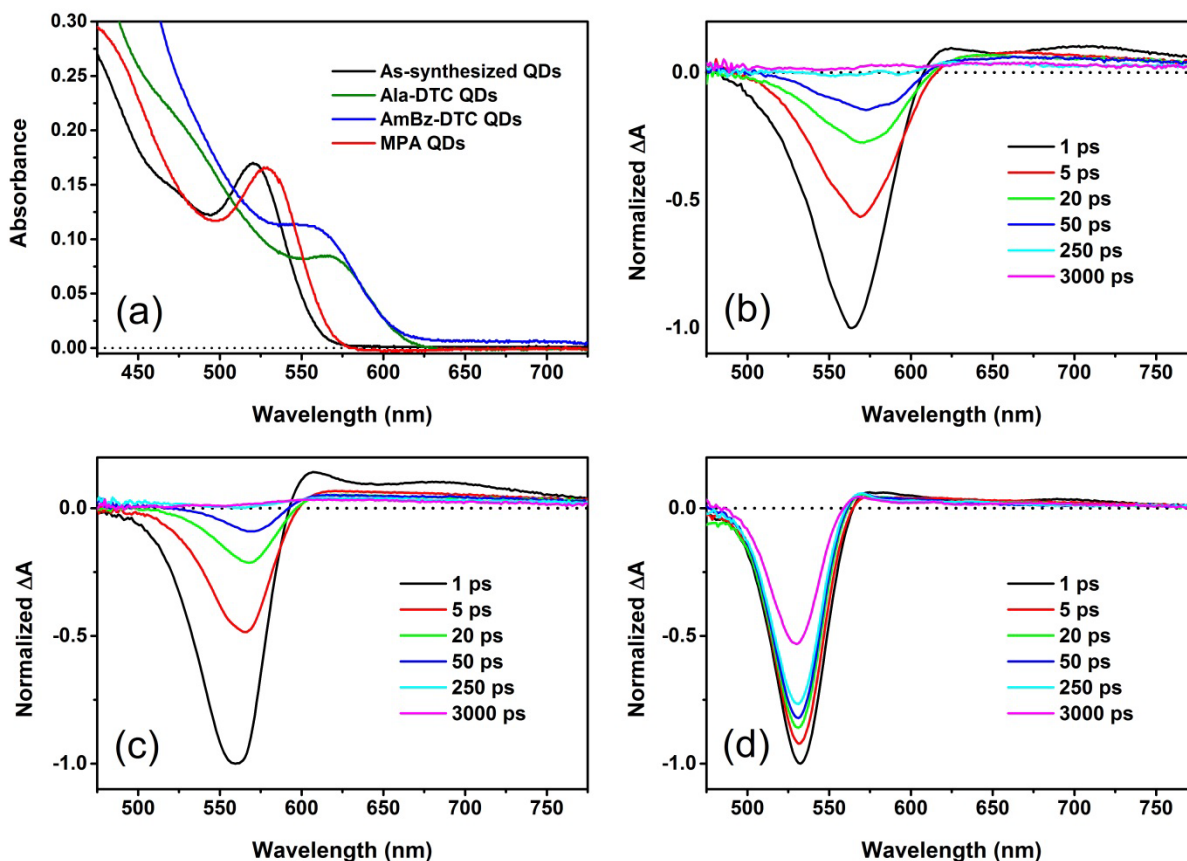 0.30
0.25
0.20
0.15
0.10
0.05
0.00
Absorbance
As-synthesized QDs
Ala-DTC QDs
AmBz-DTC QDs
MPA QDs
(a)
450 500 550 600 650 700
Wavelength (nm)
0.0
-0.5
-1.0
Normalized ΔA
1 ps
5 ps
20 ps
50 ps
250 ps
3000 ps
(b)
500 550 600 650 700 750
Wavelength (nm)
0.0
-0.5
-1.0
Normalized ΔA
1 ps
5 ps
20 ps
50 ps
250 ps
3000 ps
(c)
500 550 600 650 700 750
Wavelength (nm)
0.0
-0.5
-1.0
Normalized ΔA
1 ps
5 ps
20 ps
50 ps
250 ps
3000 ps
(d)
500 550 600 650 700 750
Wavelength (nm)